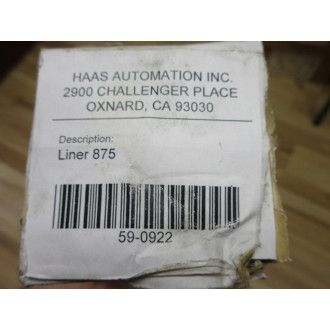 HAAS AUTOMATION INC.
2900 CHALLENGER PLACE
OXNARD, CA 93030
Description:
Liner 875
59-0922